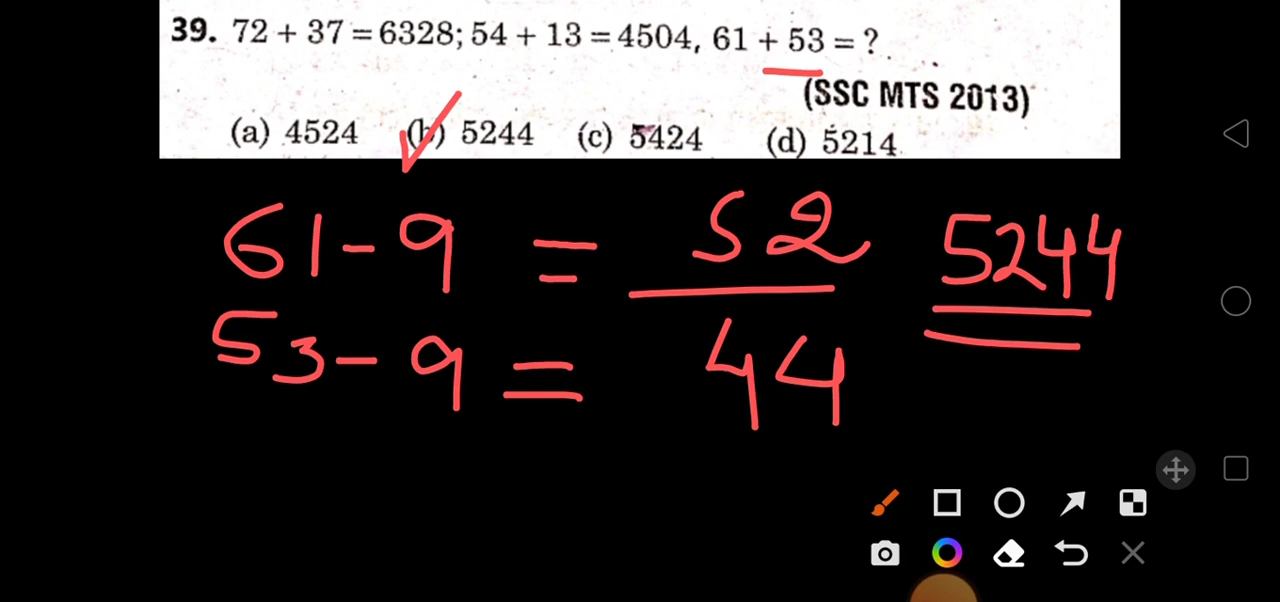 39. 72 + 37 = 6328; 54 + 13 = 4504, 61 + 53 = ?
(SSC MTS 2013)
(a) 4524 (b) 5244 (c) 5424 (d) 5214
61 - 9 = 52 5244
53 - 9 = 44